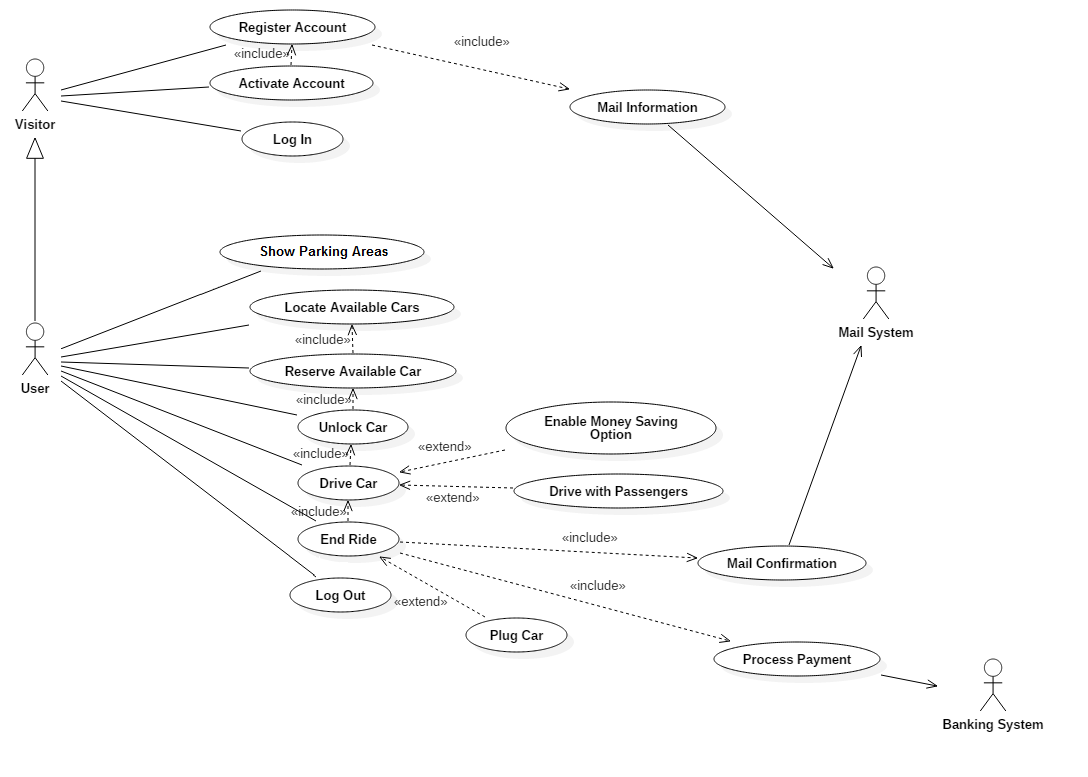 Register Account
«include»
«include»
Activate Account
Mail Information
Visitor
Log In
Show Parking Areas
Locate Available Cars
Mail System
«include»
Reserve Available Car
User
«include»
Enable Money Saving
Option
Unlock Car
«extend»
«include»
Drive Car
Drive with Passengers
«extend»
«include»
End Ride
«include»
Mail Confirmation
«include»
Log Out
«extend»
Plug Car
Process Payment
Banking System